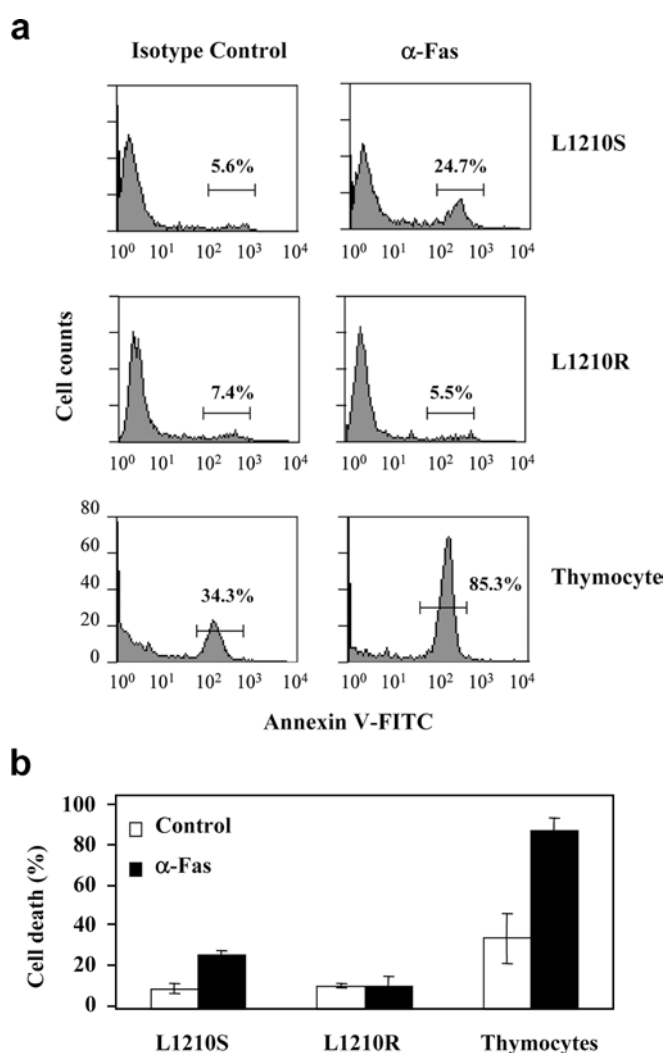 a
Isotype Control α-Fas
5.6% 24.7% L1210S
10⁰ 10¹ 10² 10³ 10⁴ 10⁰ 10¹ 10² 10³ 10⁴
Cell counts
7.4% 5.5% L1210R
10⁰ 10¹ 10² 10³ 10⁴ 10⁰ 10¹ 10² 10³ 10⁴
80
60
40
20
0
34.3% 85.3% Thymocyte
10⁰ 10¹ 10² 10³ 10⁴ 10⁰ 10¹ 10² 10³ 10⁴
Annexin V-FITC
b
Cell death (%)
100
80
60
40
20
0
Control
α-Fas
L1210S L1210R Thymocytes